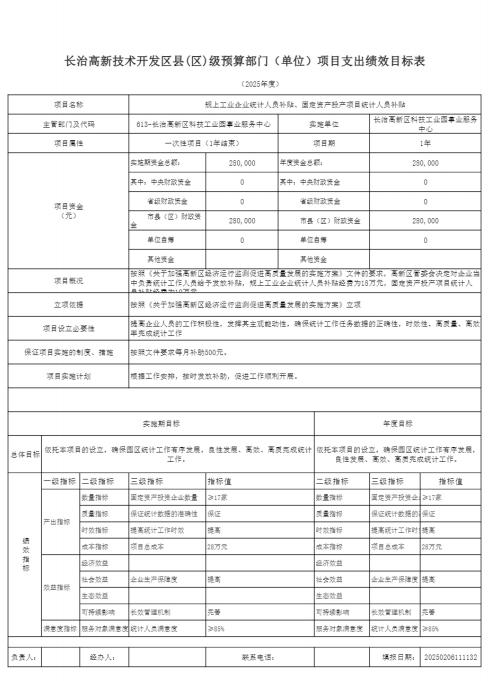 长治高新技术开发区县(区)级预算部门（单位）项目支出绩效目标表
（2025年度）
项目名称 规上工业企业统计人员补贴、固定资产投产项目统计人员补贴
主管部门及代码 613-长治高新区科技工业园事业服务中心 实施单位 长治高新区科技工业园事业服务中心
项目属性 一次性项目（1年结束） 项目期 1年
项目资金（元） 实施期资金总额： 280,000 年度资金总额： 280,000
其中：中央财政资金 0 其中：中央财政资金 0
省级财政资金 0 省级财政资金 0
市县（区）财政资金 280,000 市县（区）财政资金 280,000
单位自筹 0 单位自筹 0
其他资金 其他资金
项目概况 按照《关于加强高新区经济运行监测促进高质量发展的实施方案》文件的要求，高新区管委会决定对企业当中负责统计工作人员给予发放补贴，规上工业企业统计人员补贴经费为18万元，固定资产投产项目统计人员补贴经费为10万元
立项依据 按照《关于加强高新区经济运行监测促进高质量发展的实施方案》立项
项目设立必要性 提高企业人员的工作积极性，发挥其主观能动性，确保统计工作任务数据的正确性，时效性、高质量、高效率完成统计工作
保证项目实施的制度、措施 按照文件要求每月补助500元。
项目实施计划 根据工作安排，按时发放补助，促进工作顺利开展。
实施期目标 年度目标
总体目标 依托本项目的设立，确保园区统计工作有序发展，良性发展、高效、高质完成统计工作。 依托本项目的设立，确保园区统计工作有序发展，良性发展、高效、高质完成统计工作。
绩效指标 一级指标 二级指标 三级指标 指标值 二级指标 三级指标 指标值
产出指标 数量指标 固定资产投资企业数量 ≥17家 数量指标 固定资产投资企业 ≥17家
质量指标 保证统计数据的准确性 保证 质量指标 保证统计数据的 保证
时效指标 提高统计工作时效 提高 时效指标 提高统计工作时 提高
成本指标 项目总成本 28万元 成本指标 项目总成本 28万元
效益指标 经济效益 经济效益
社会效益 企业生产保障度 提高 社会效益 企业生产保障度 提高
生态效益 生态效益
可持续影响 长效管理机制 完善 可持续影响 长效管理机制 完善
满意度指标 服务对象满意度 统计人员满意度 ≥85% 服务对象满意度 统计人员满意度 ≥85%
负责人： 经办人： 联系电话： 填报日期： 20250206111132